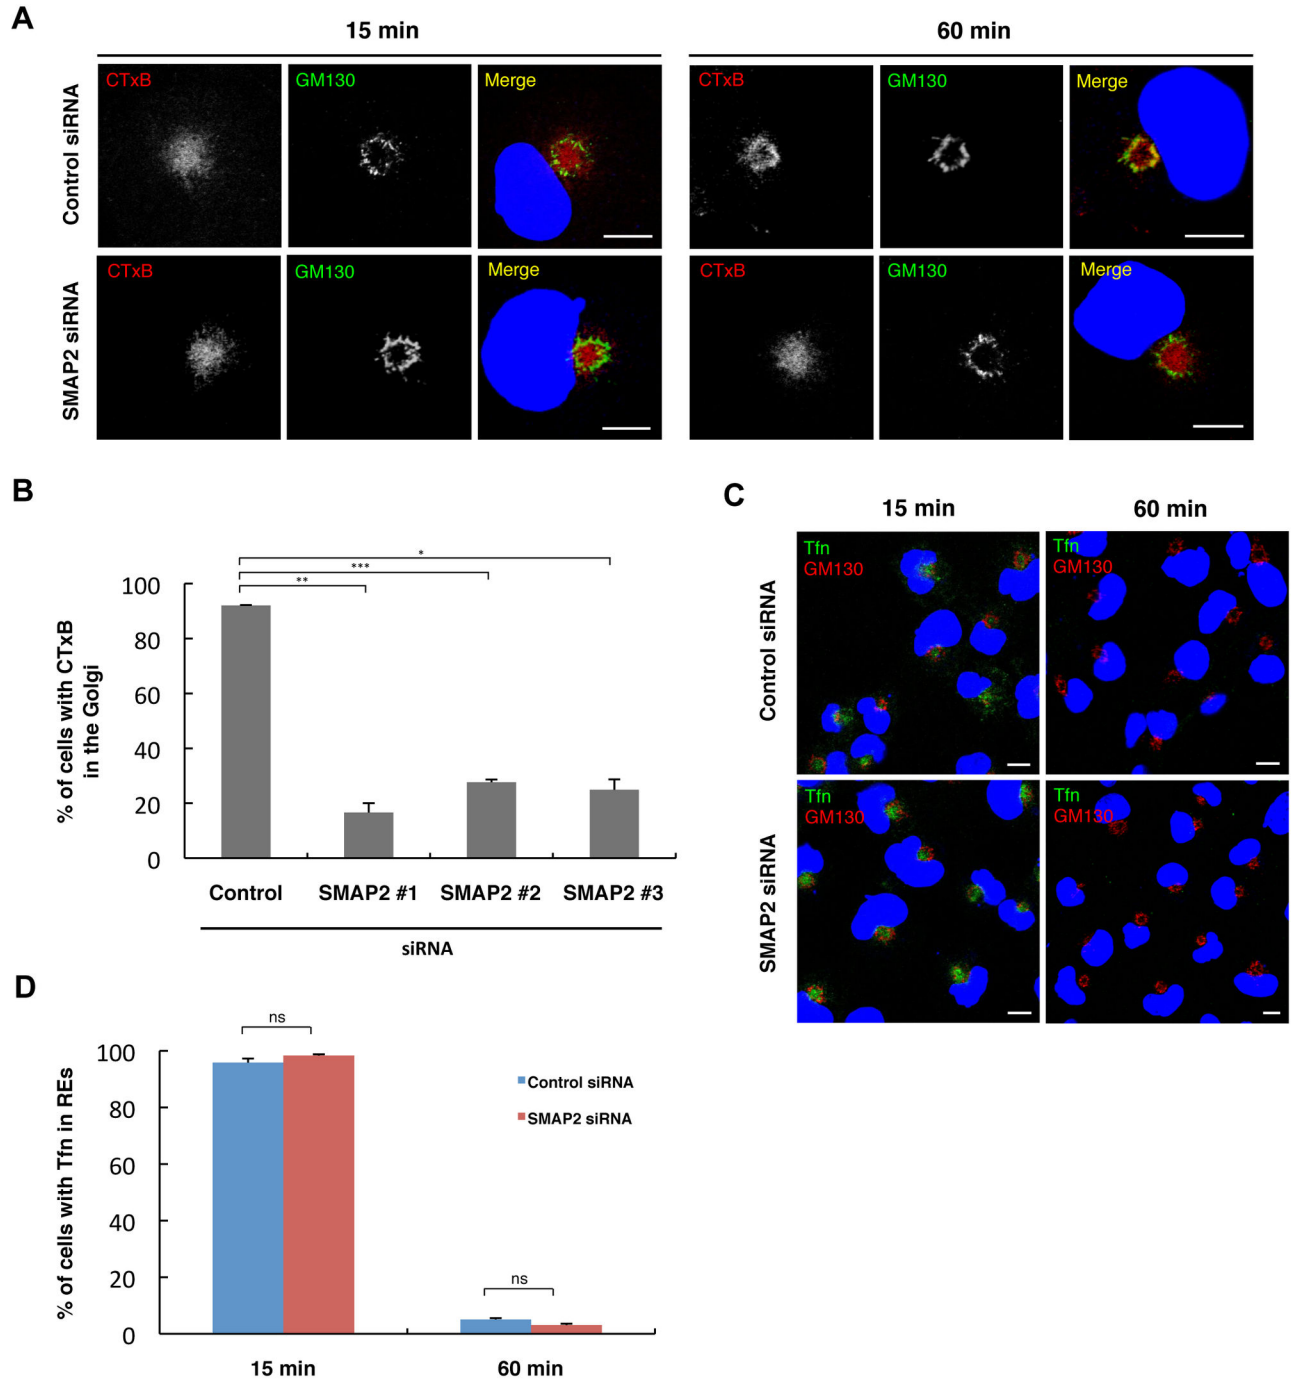 A
15 min
60 min
Control siRNA
CTxB
GM130
Merge
CTxB
GM130
Merge
SMAP2 siRNA
CTxB
GM130
Merge
CTxB
GM130
Merge
B
% of cells with CTxB
in the Golgi
100
80
60
40
20
0
*
***
**
Control
SMAP2 #1
SMAP2 #2
SMAP2 #3
siRNA
C
15 min
60 min
Control siRNA
Tfn
GM130
Tfn
GM130
SMAP2 siRNA
Tfn
GM130
Tfn
GM130
D
% of cells with Tfn in REs
100
80
60
40
20
0
ns
ns
Control siRNA
SMAP2 siRNA
15 min
60 min